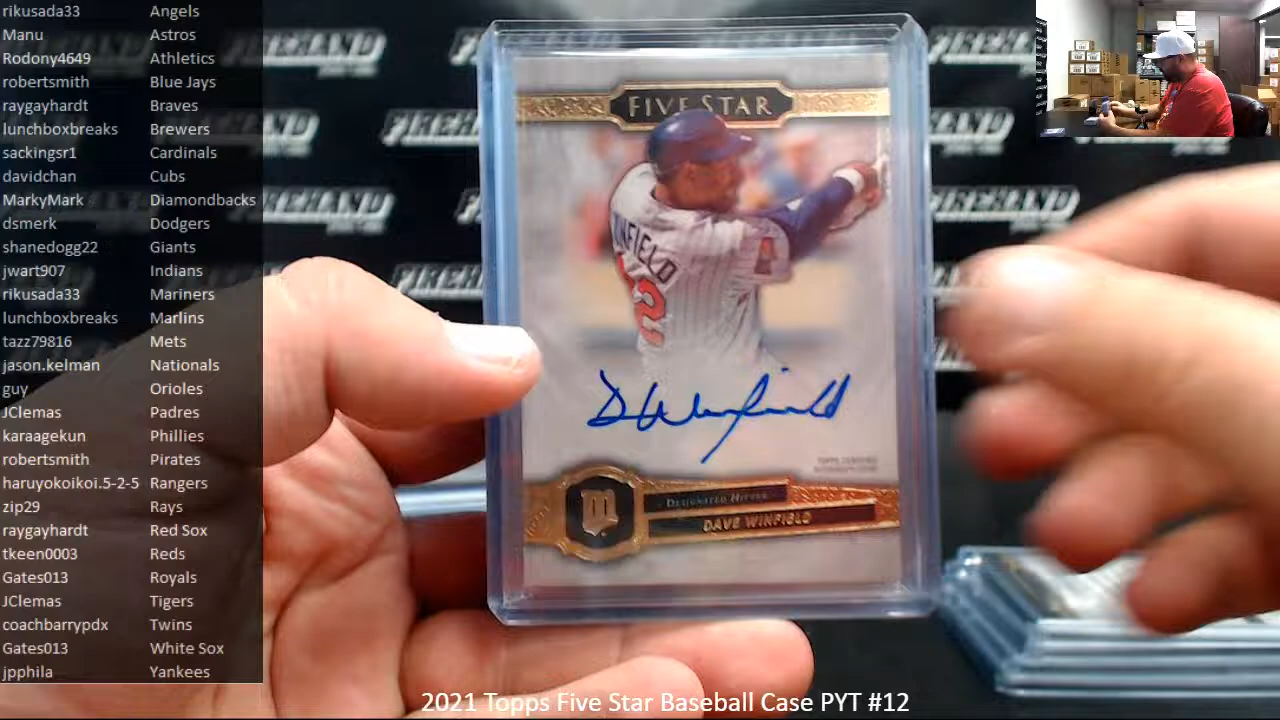 rikusada33 Angels
Manu Astros
Rodony4649 Athletics
robertsmith Blue Jays
raygayhardt Braves
lunchboxbreaks Brewers
sackingsr1 Cardinals
davidchan Cubs
MarkyMark Diamondbacks
dsmerk Dodgers
shanedogg22 Giants
jwart907 Indians
rikusada33 Mariners
lunchboxbreaks Marlins
tazz79816 Mets
jason.kelman Nationals
guy Orioles
JClemas Padres
karaagekun Phillies
robertsmith Pirates
haruyokoikoi.5-2-5 Rangers
zip29 Rays
raygayhardt Red Sox
tkeen0003 Reds
Gates013 Royals
JClemas Tigers
coachbarrypdx Twins
Gates013 White Sox
jpphila Yankees
FIREHAND
FIVE STAR
INFIELD
2
D Winfield
M
DESIGNATED HITTER
DAVE WINFIELD
2021 Topps Five Star Baseball Case PYT #12